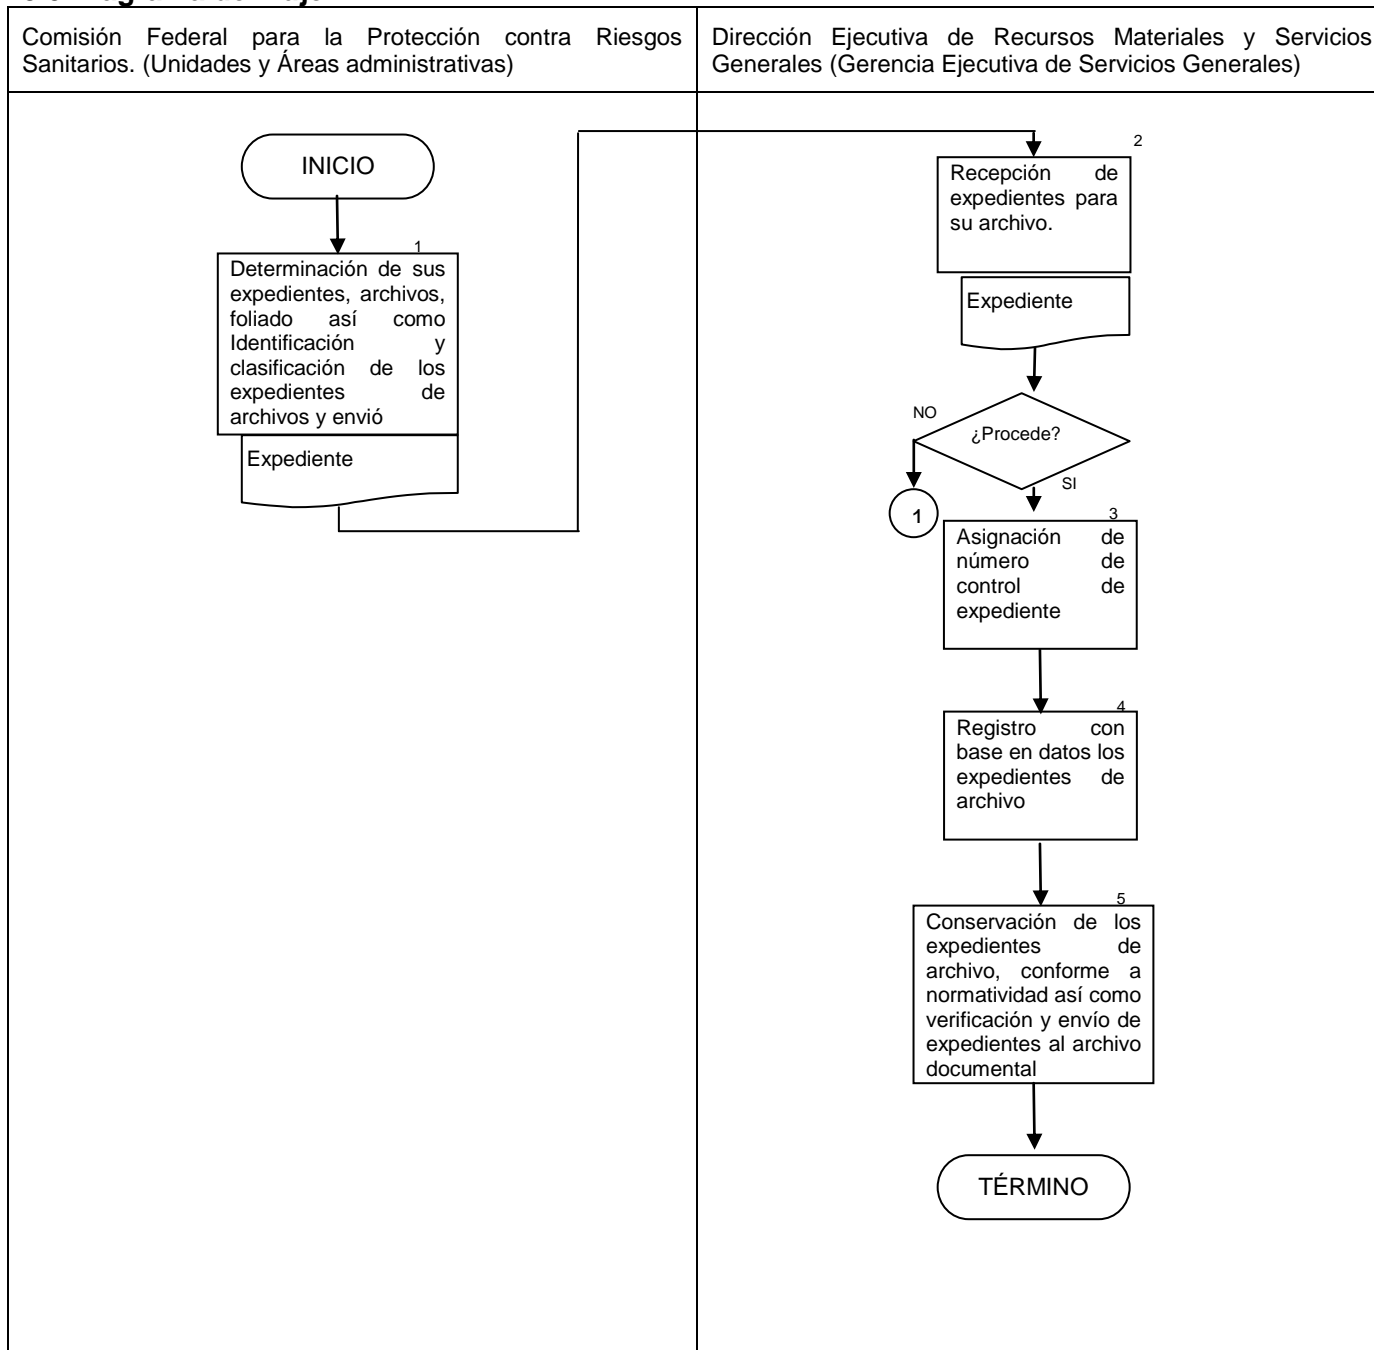 Comisión Federal para la Protección contra Riesgos
Sanitarios. (Unidades y Áreas administrativas)
Dirección Ejecutiva de Recursos Materiales y Servicios
Generales (Gerencia Ejecutiva de Servicios Generales)
INICIO
1
Determinación de sus
expedientes, archivos,
foliado así como
Identificación y
clasificación de los
expedientes de
archivos y envió
Expediente
2
Recepción de
expedientes para
su archivo.
Expediente
¿Procede?
NO
SI
1
3
Asignación de
número de
control de
expediente
4
Registro con
base en datos los
expedientes de
archivo
5
Conservación de los
expedientes de
archivo, conforme a
normatividad así como
verificación y envío de
expedientes al archivo
documental
TÉRMINO